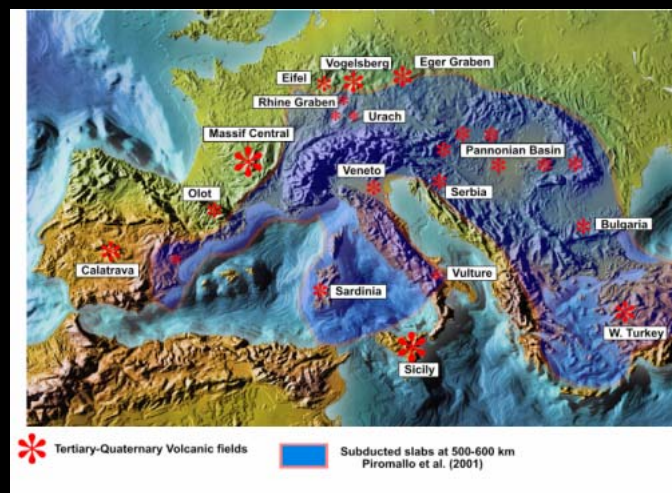 Eifel
Vogelsberg
Eger Graben
Rhine Graben
Urach
Massif Central
Pannonian Basin
Veneto
Olot
Serbia
Bulgaria
Calatrava
Sardinia
Vulture
W. Turkey
Sicily
Tertiary-Quaternary Volcanic fields
Subducted slabs at 500-600 km
Piromallo et al. (2001)